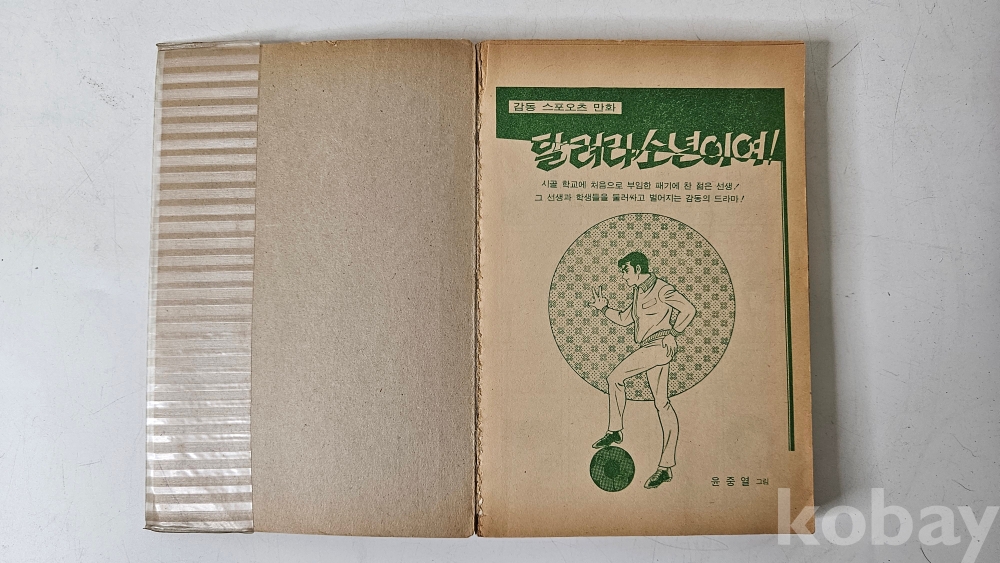 감동 스포오츠 만화
달려라 소년이여!
시골 학교에 처음으로 부임한 패기에 찬 젊은 선생!
그 선생과 학생들을 둘러싸고 벌어지는 감동의 드라마!
윤중열 그림
kobay